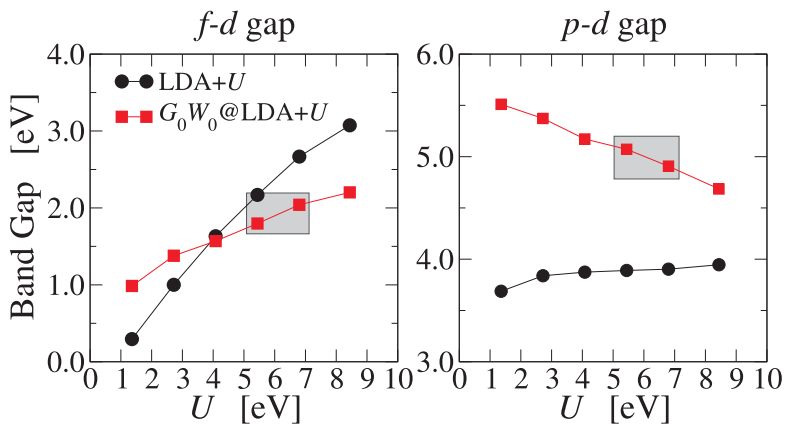 f-d gap
p-d gap
4.0
3.0
2.0
1.0
0.0
Band Gap [eV]
LDA+U
G0W0@LDA+U
0 1 2 3 4 5 6 7 8 9 10
U [eV]
6.0
5.0
4.0
3.0
0 1 2 3 4 5 6 7 8 9 10
U [eV]